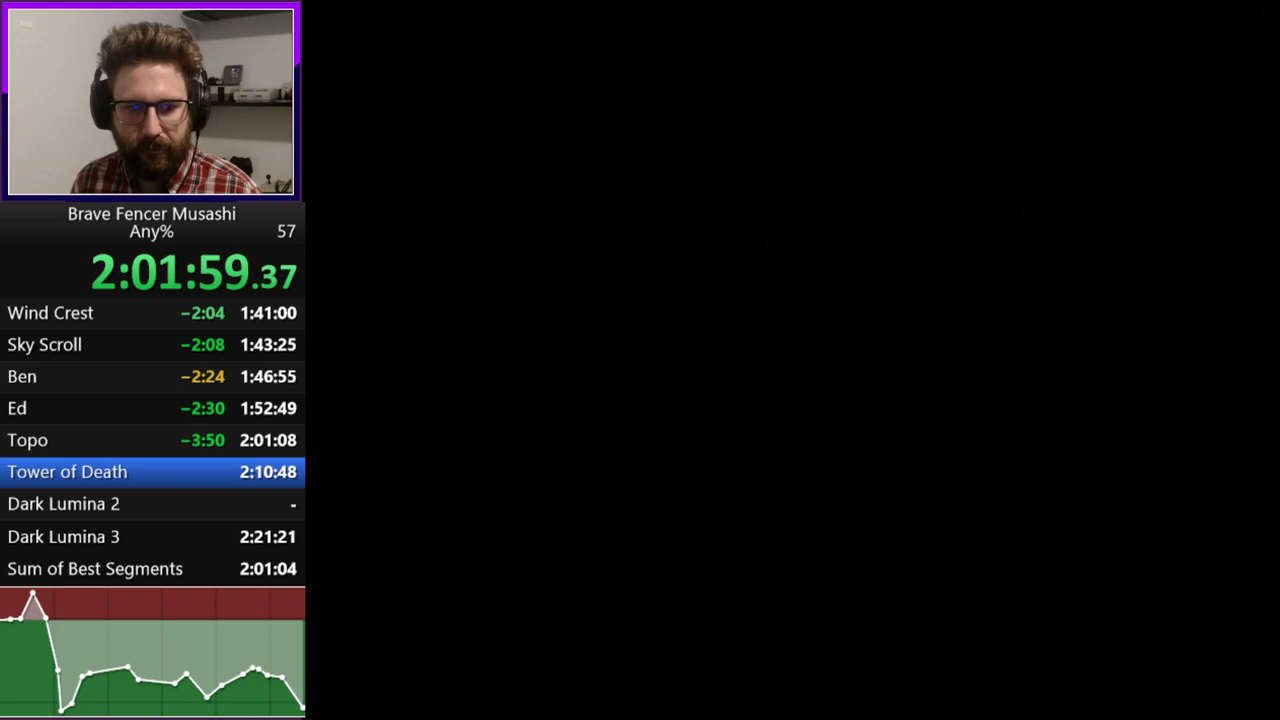 Brave Fencer Musashi
Any% 57
2:01:59.37
Wind Crest −2:04 1:41:00
Sky Scroll −2:08 1:43:25
Ben −2:24 1:46:55
Ed −2:30 1:52:49
Topo −3:50 2:01:08
Tower of Death 2:10:48
Dark Lumina 2 -
Dark Lumina 3 2:21:21
Sum of Best Segments 2:01:04